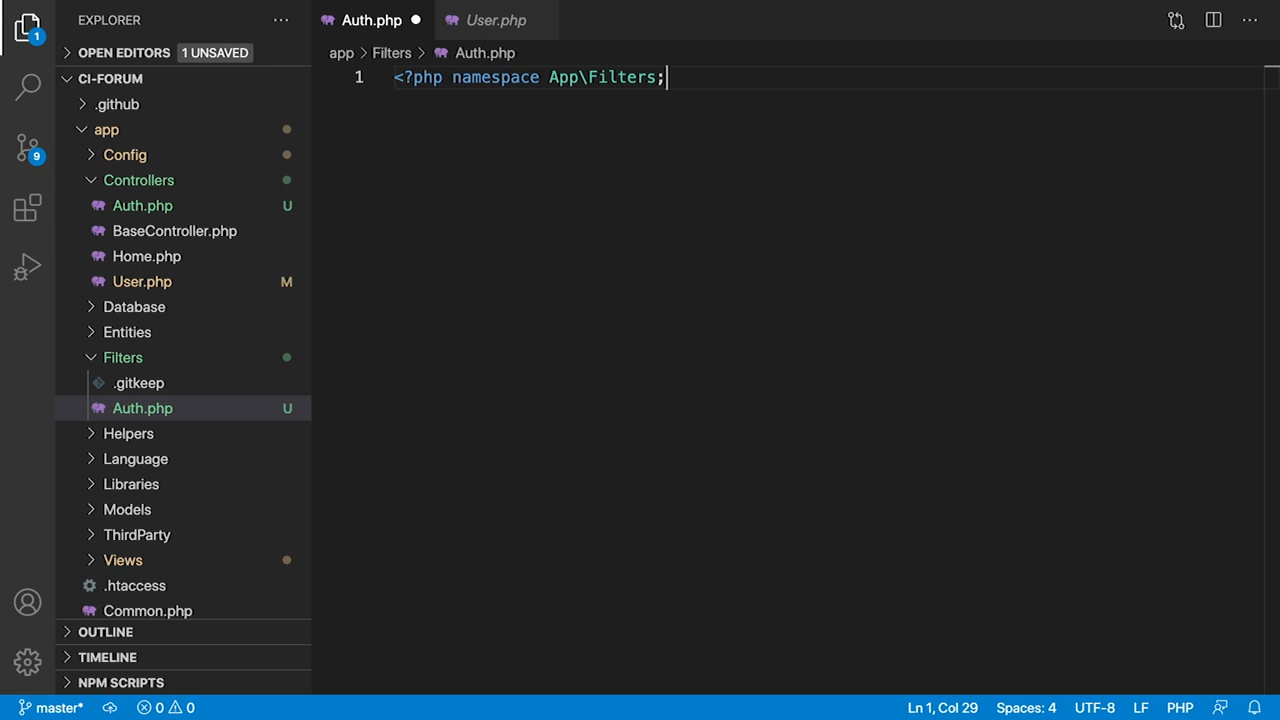 EXPLORER
1
OPEN EDITORS 1 UNSAVED
CI-FORUM
.github
app
Config
Controllers
Auth.php U
BaseController.php
Home.php
User.php M
Database
Entities
Filters
.gitkeep
Auth.php U
Helpers
Language
Libraries
Models
ThirdParty
Views
.htaccess
Common.php
OUTLINE
TIMELINE
NPM SCRIPTS
9
Auth.php
User.php
app > Filters > Auth.php
1 <?php namespace App\Filters;
master* 0 0
Ln 1, Col 29 Spaces: 4 UTF-8 LF PHP